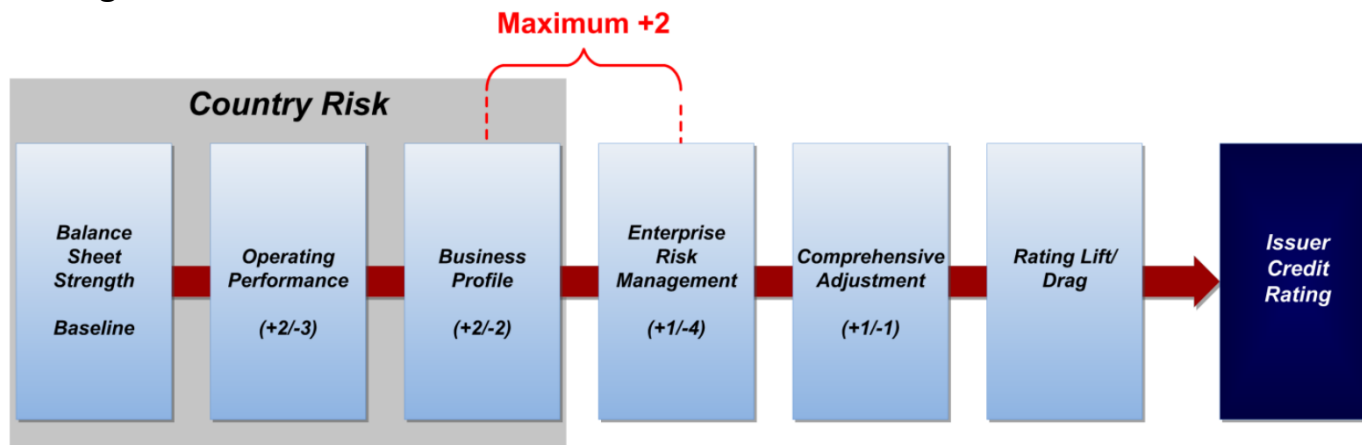 Maximum +2
Country Risk
Balance
Sheet
Strength
Baseline
Operating
Performance
(+2/-3)
Business
Profile
(+2/-2)
Enterprise
Risk
Management
(+1/-4)
Comprehensive
Adjustment
(+1/-1)
Rating Lift/
Drag
Issuer
Credit
Rating